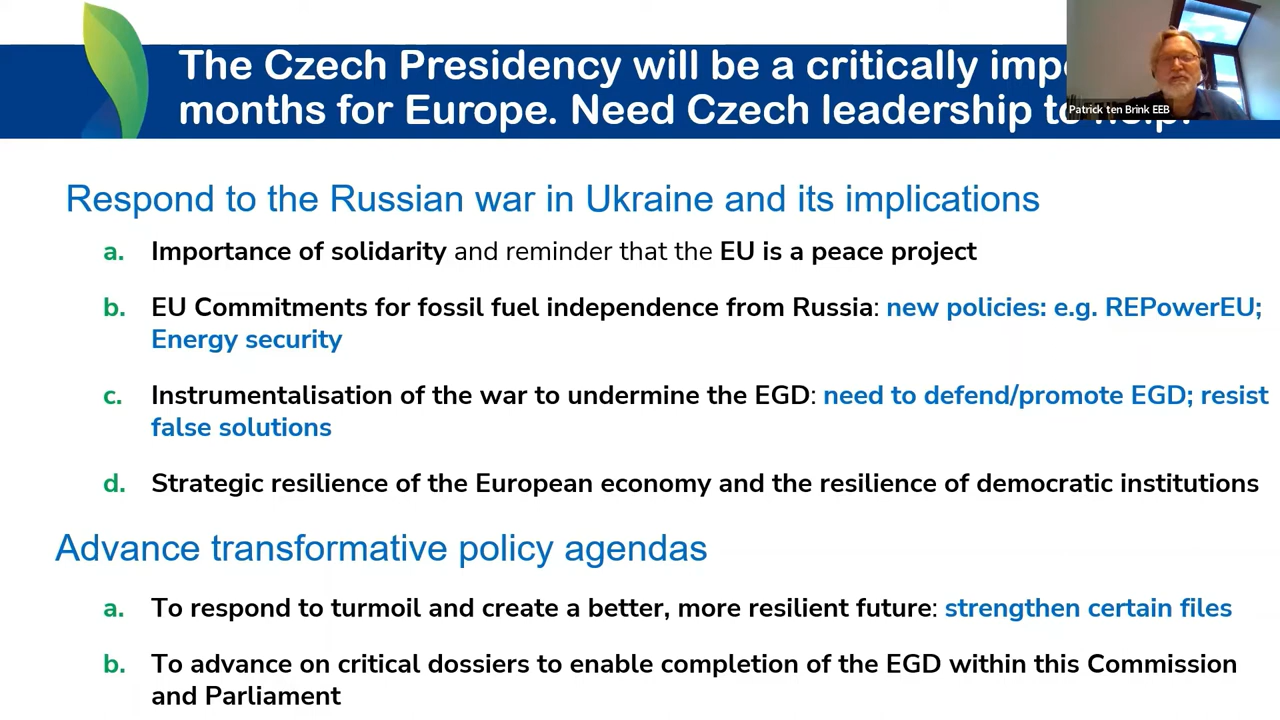 The Czech Presidency will be a critically imp
months for Europe. Need Czech leadership to help.
Patrick ten Brink EEB
Respond to the Russian war in Ukraine and its implications
a. Importance of solidarity and reminder that the EU is a peace project
b. EU Commitments for fossil fuel independence from Russia: new policies: e.g. REPowerEU;
Energy security
c. Instrumentalisation of the war to undermine the EGD: need to defend/promote EGD; resist
false solutions
d. Strategic resilience of the European economy and the resilience of democratic institutions
Advance transformative policy agendas
a. To respond to turmoil and create a better, more resilient future: strengthen certain files
b. To advance on critical dossiers to enable completion of the EGD within this Commission
and Parliament